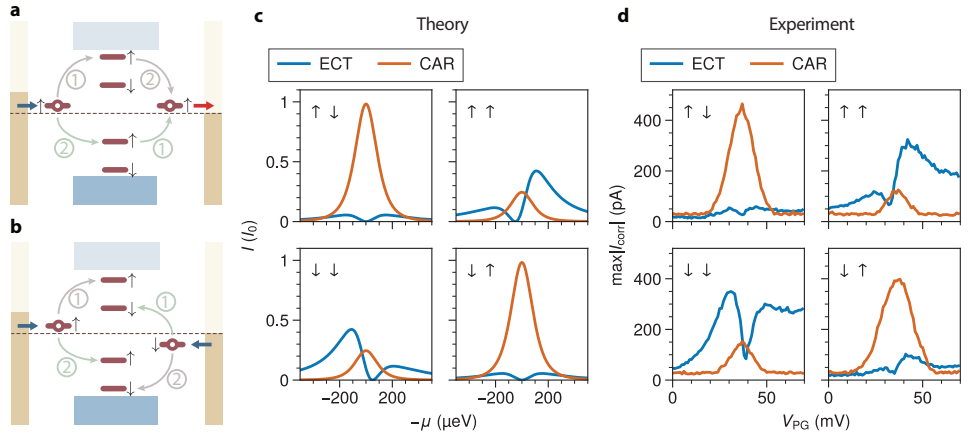 a
① ↑ ②
↓
↑ ↑
② ↑ ①
↓
b
① ↑ ①
↓
↑
↓
② ↑ ②
↓
c Theory
ECT CAR
1
0.5
0
↑ ↓
↑ ↑
I (I₀)
1
0.5
0
↓ ↓
↓ ↑
−200 200
−200 200
−μ (μeV)
d Experiment
ECT CAR
400
200
0
↑ ↓
↑ ↑
max|I_corr| (pA)
400
200
0
↓ ↓
↓ ↑
0 50
0 50
V_PG (mV)